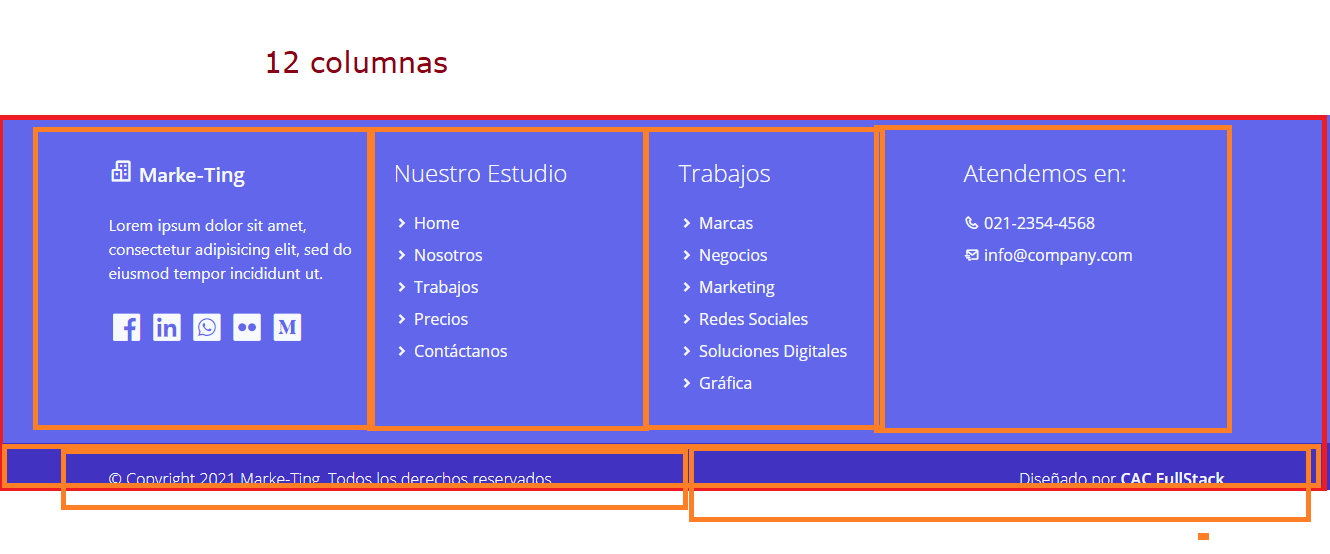 12 columnas
Marke-Ting
Lorem ipsum dolor sit amet,
consectetur adipisicing elit, sed do
eiusmod tempor incididunt ut.
M
Nuestro Estudio
Home
Nosotros
Trabajos
Precios
Contáctanos
Trabajos
Marcas
Negocios
Marketing
Redes Sociales
Soluciones Digitales
Gráfica
Atendemos en:
021-2354-4568
info@company.com
© Copyright 2021 Marke-Ting. Todos los derechos reservados
Diseñado por CAC FullStack